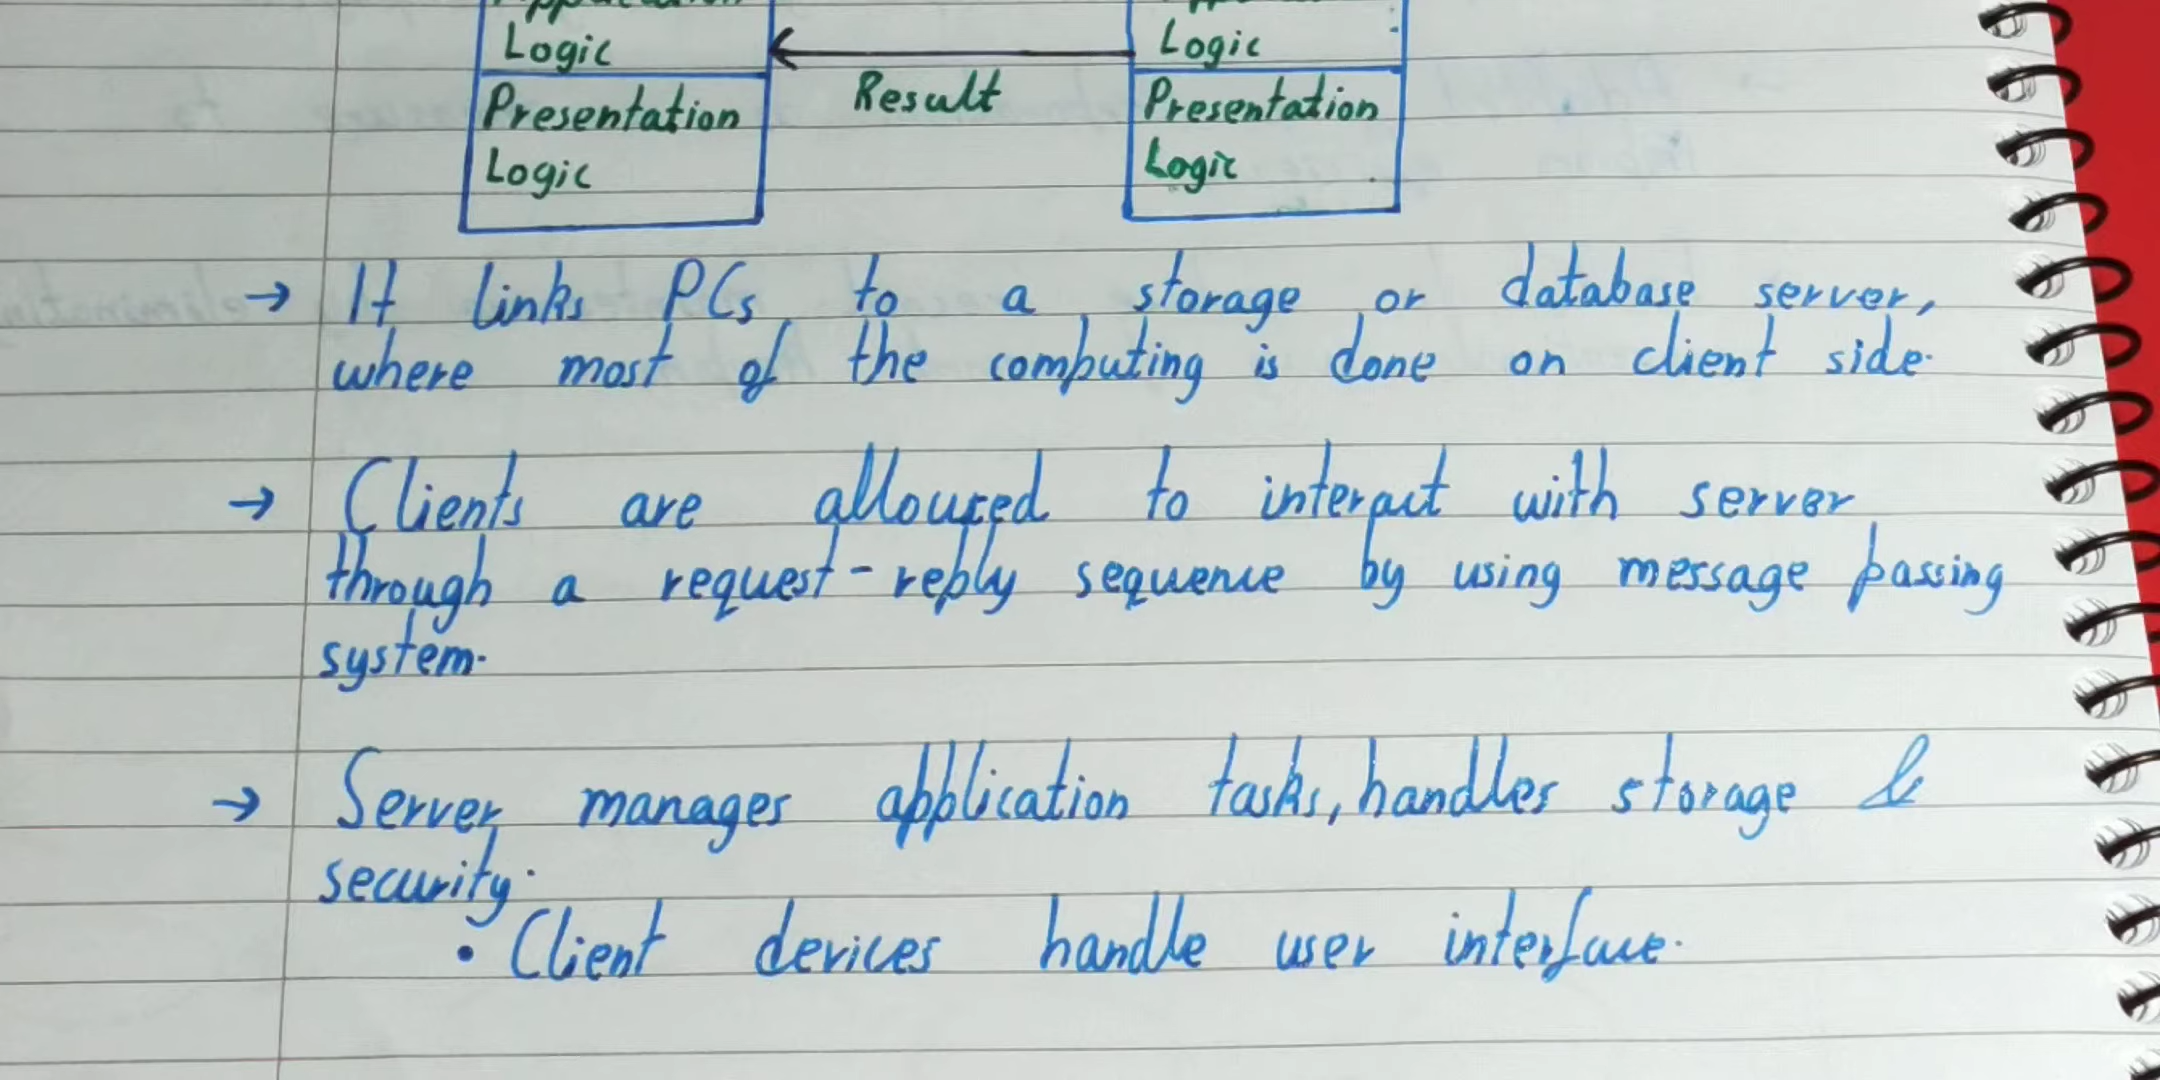 Logic
Logic
Result
Presentation
Logic
Presentation
Logic
→ It links PCs to a storage or database server,
where most of the computing is done on client side.
→ Clients are allowed to interact with server
through a request-reply sequence by using message passing
system.
→ Server manages application tasks, handles storage &
security.
• Client devices handle user interface.